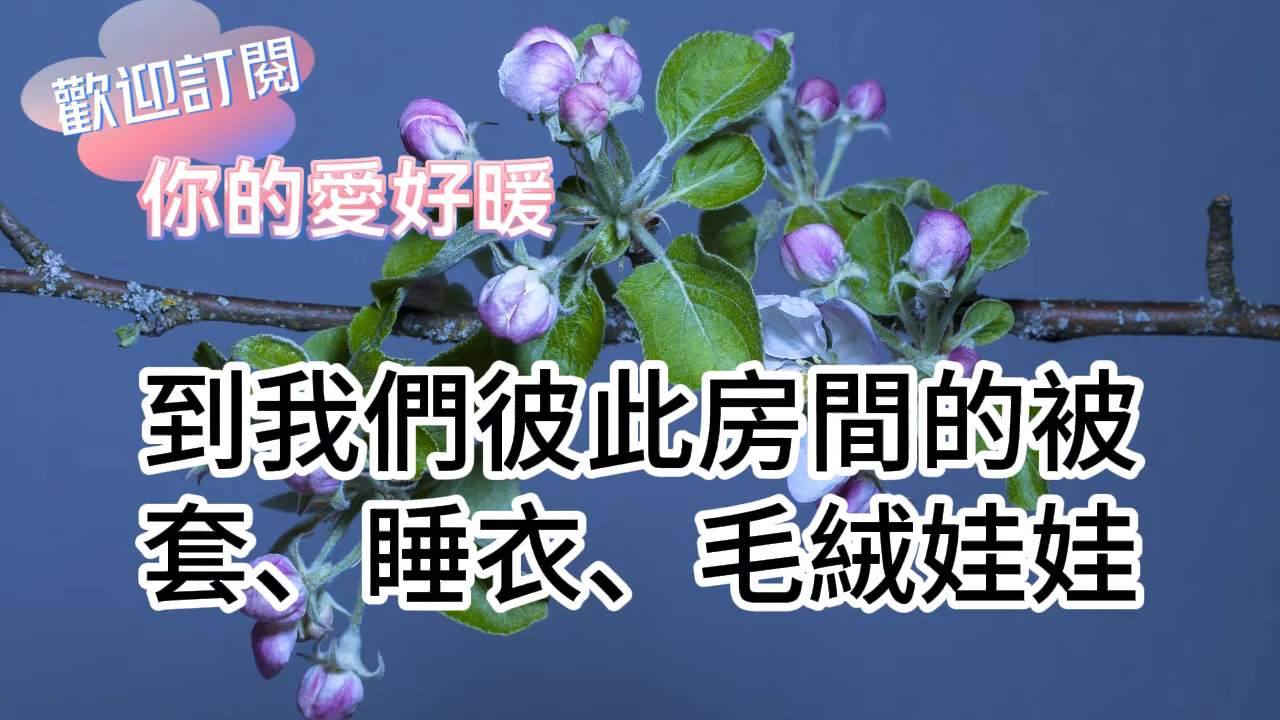 歡迎訂閱
你的愛好暖
到我們彼此房間的被
套、睡衣、毛絨娃娃